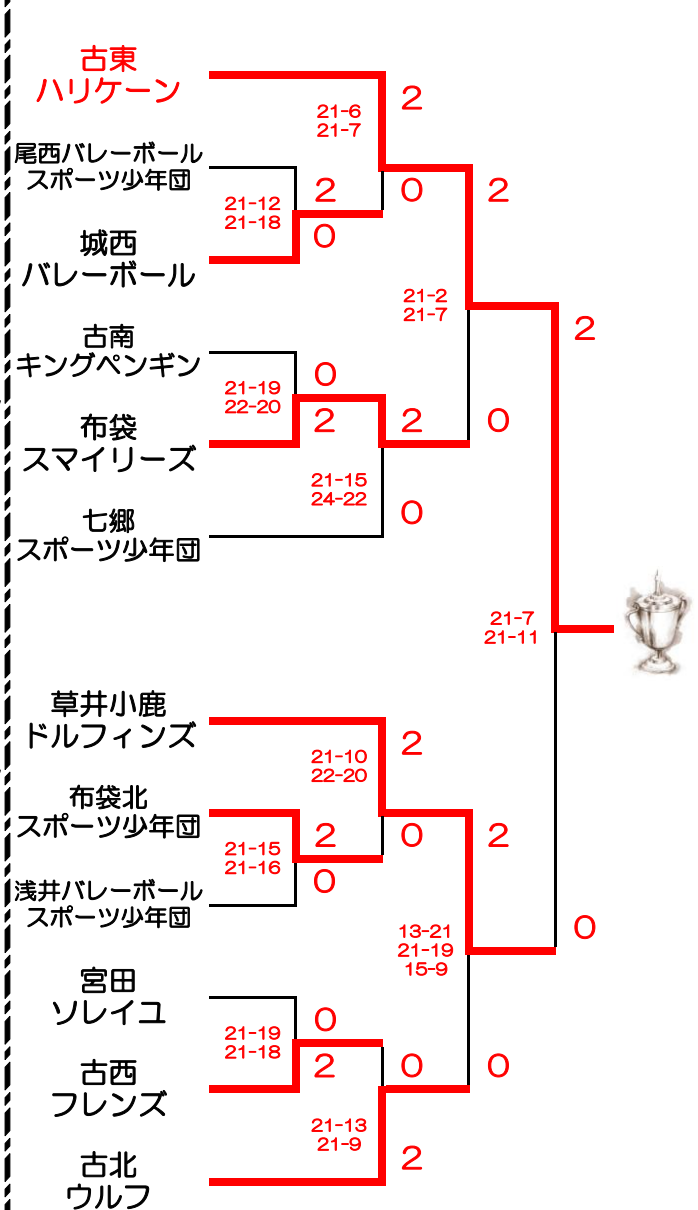 古東
ハリケーン
2
21-6
21-7
尾西バレーボール
スポーツ少年団
2
0
2
21-12
21-18
城西
バレーボール
0
21-2
21-7
2
古南
キングペンギン
0
21-19
22-20
布袋
スマイリーズ
2
2
0
21-15
24-22
七郷
スポーツ少年団
0
21-7
21-11
草井小鹿
ドルフィンズ
2
21-10
22-20
布袋北
スポーツ少年団
2
0
2
21-15
21-16
浅井バレーボール
スポーツ少年団
0
0
13-21
21-19
15-9
宮田
ソレイユ
0
21-19
21-18
古西
フレンズ
2
0
0
21-13
21-9
古北
ウルフ
2